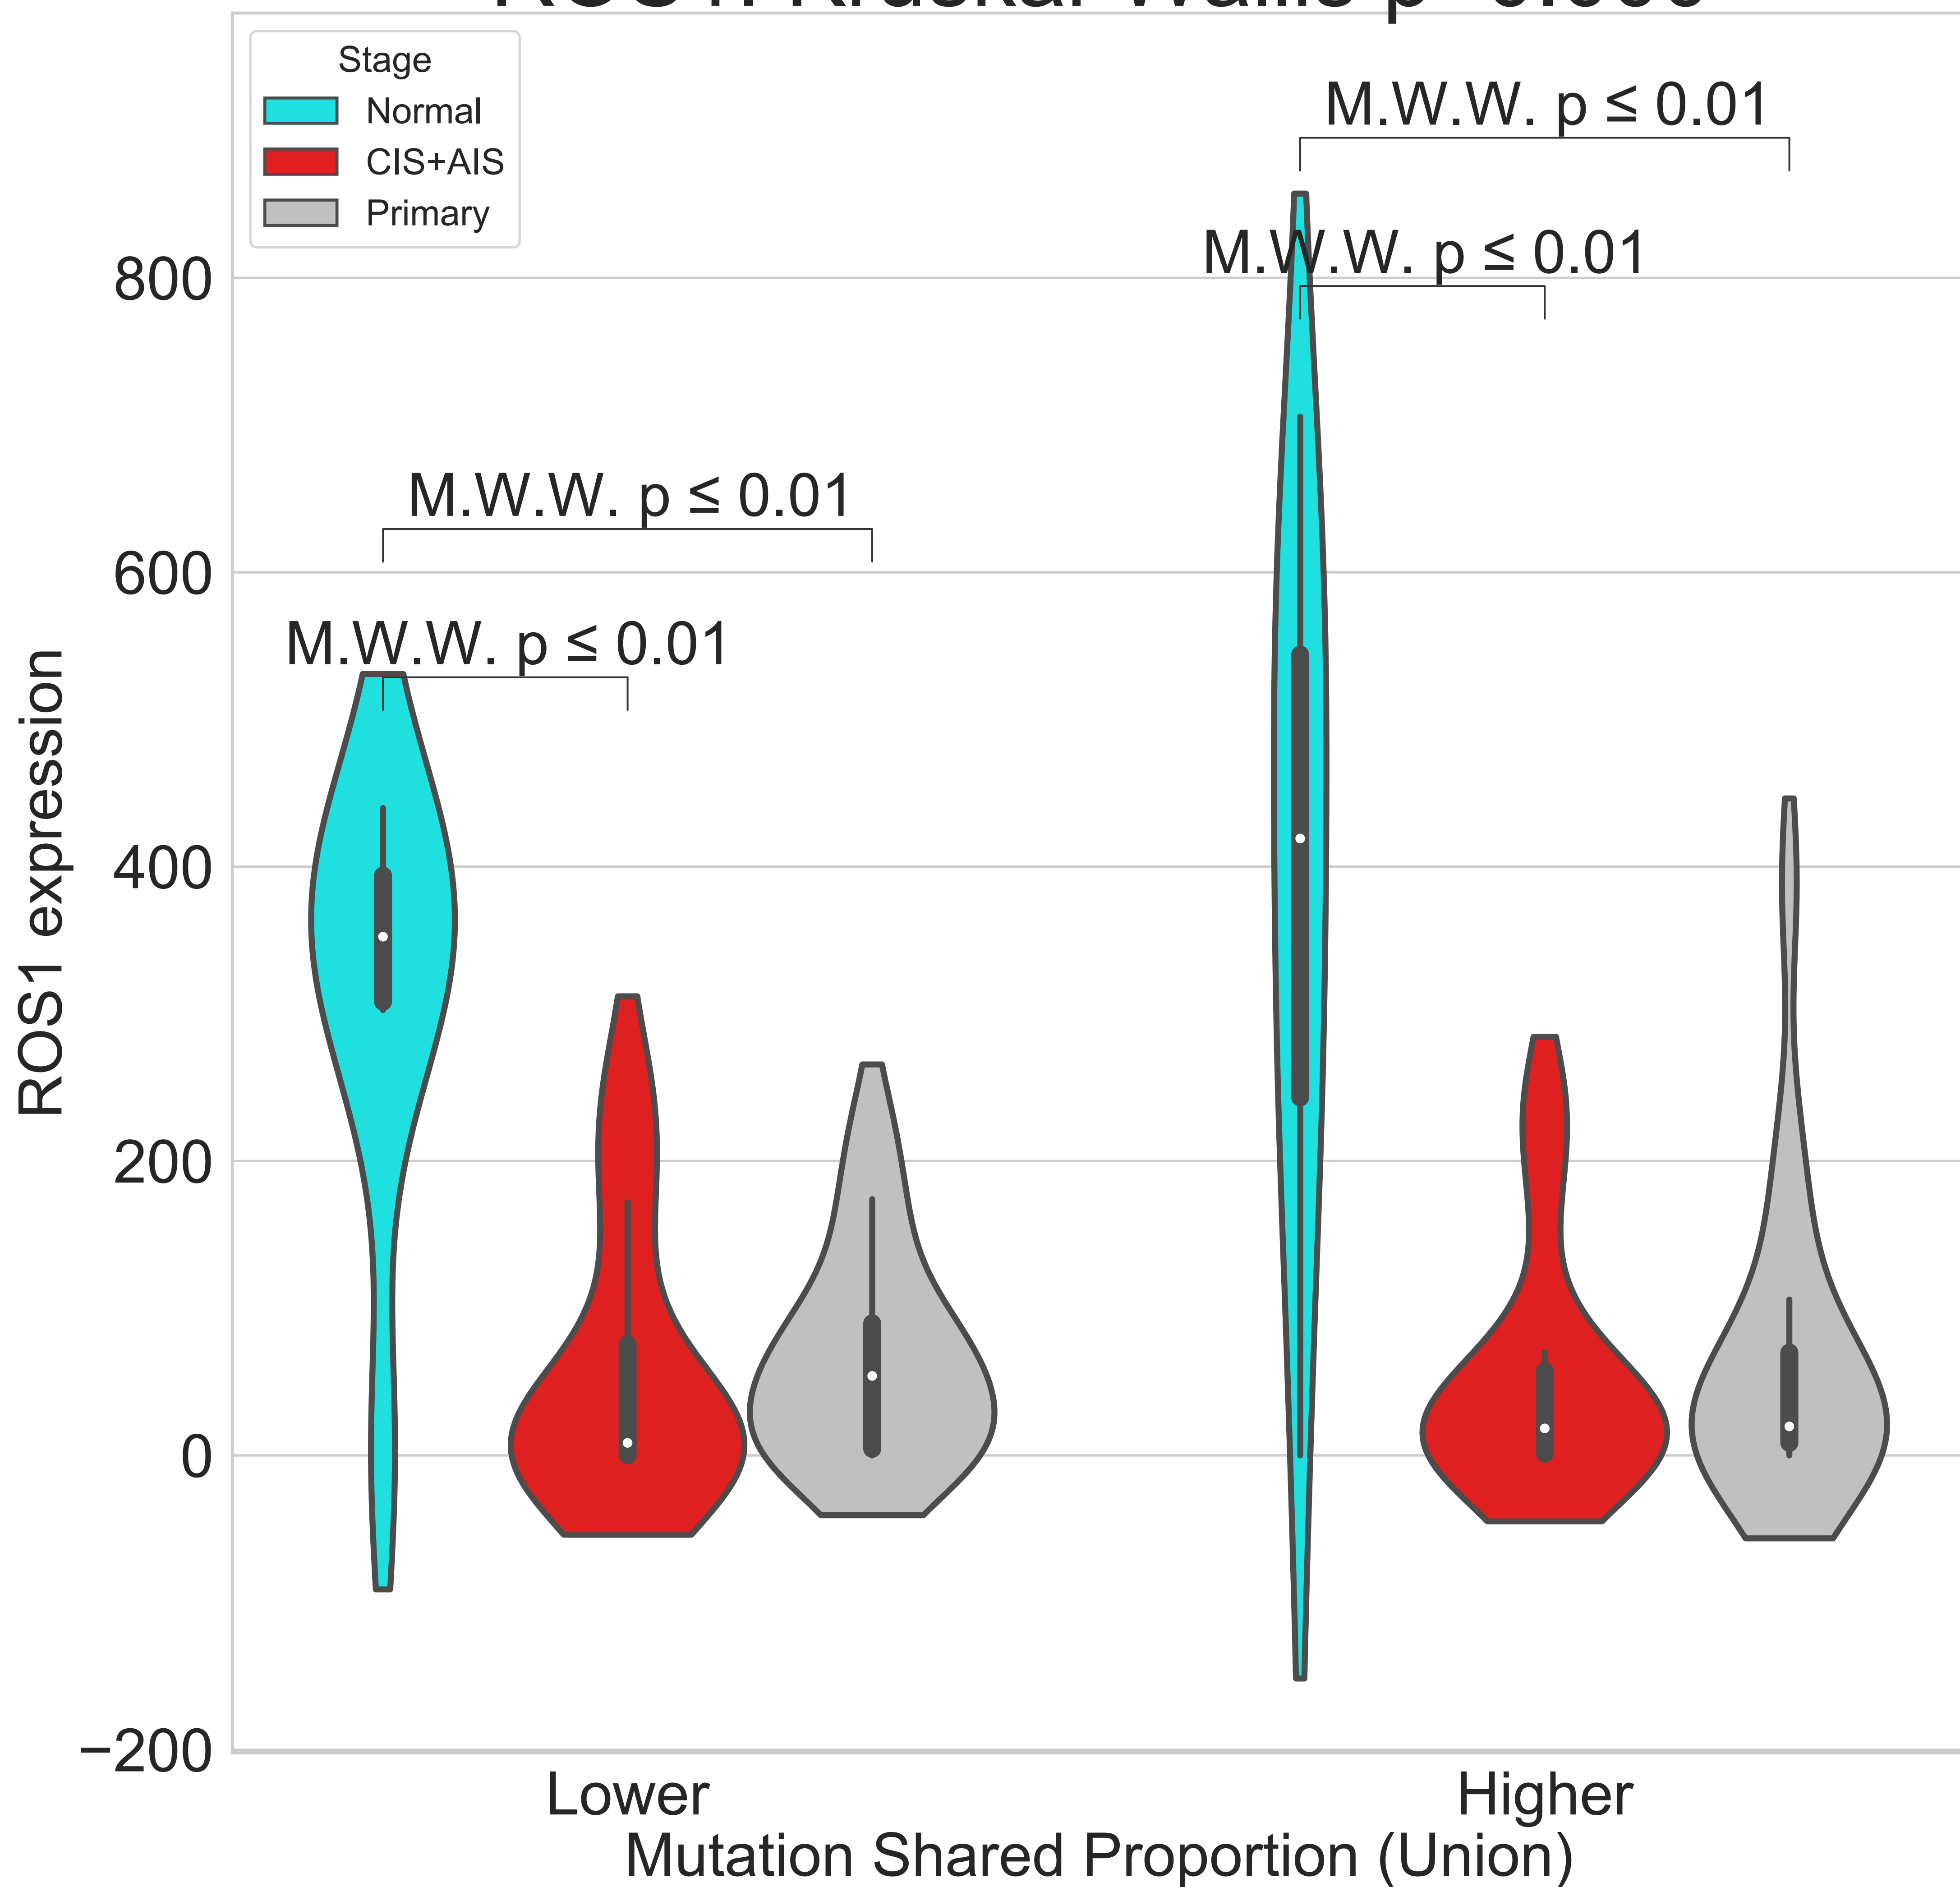 Stage
Normal
CIS+AIS
Primary
M.W.W. p ≤ 0.01
M.W.W. p ≤ 0.01
M.W.W. p ≤ 0.01
M.W.W. p ≤ 0.01
800
600
400
200
0
−200
ROS1 expression
Lower
Higher
Mutation Shared Proportion (Union)